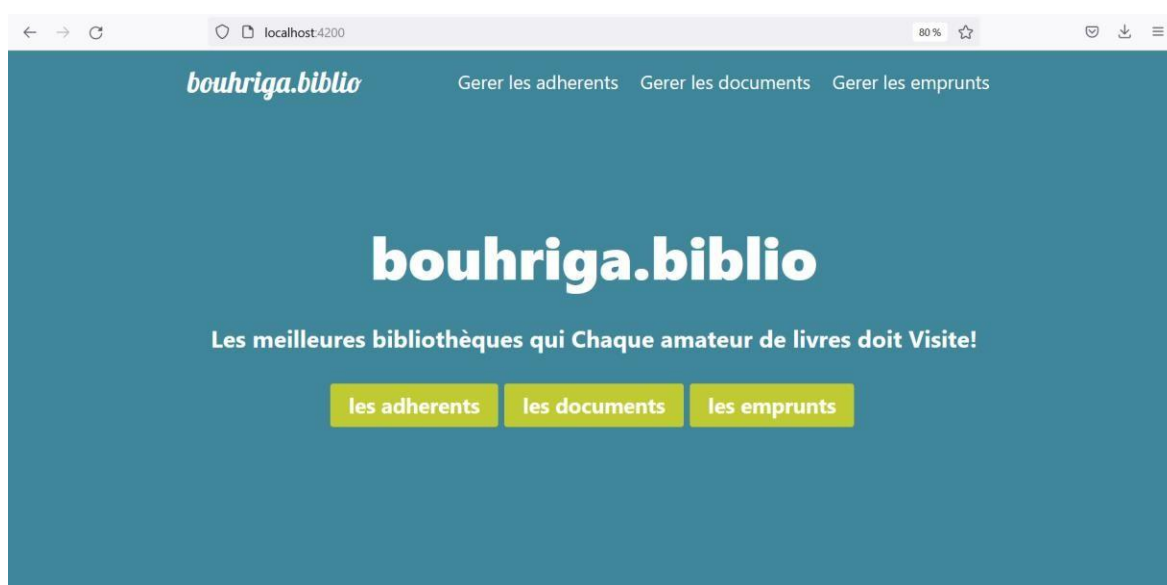 localhost:4200 80 %
bouhriga.biblio Gerer les adherents Gerer les documents Gerer les emprunts
bouhriga.biblio
Les meilleures bibliothèques qui Chaque amateur de livres doit Visite!
les adherents les documents les emprunts